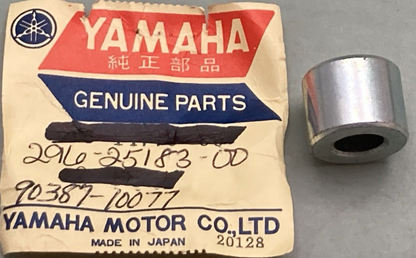 YAMAHA
純正部品
GENUINE PARTS
296-25183-00
90387-10077
YAMAHA MOTOR CO.,LTD
MADE IN JAPAN 20128